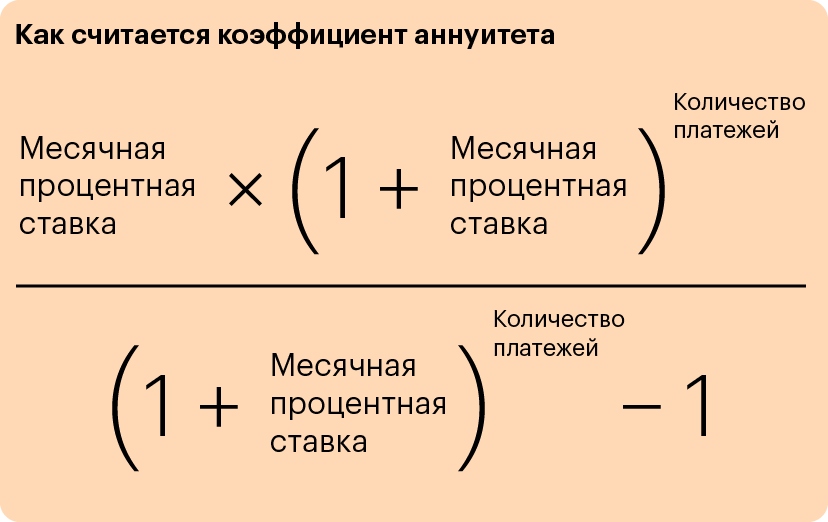 Как считается коэффициент аннуитета
Количество
платежей
Месячная
процентная
ставка
×
(1 +
Месячная
процентная
ставка
)
Количество
платежей
(1 +
Месячная
процентная
ставка
)
− 1